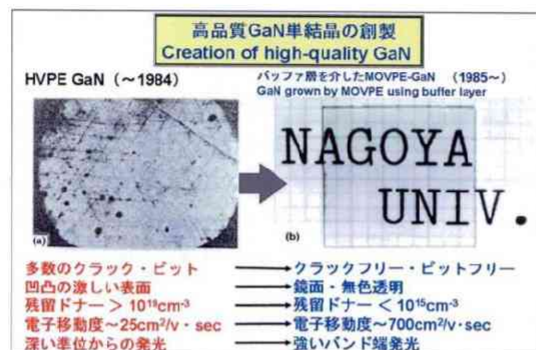 高品質GaN単結晶の創製
Creation of high-quality GaN
HVPE GaN（～1984）
バッファ層を介したMOVPE-GaN （1985～）
GaN grown by MOVPE using buffer layer
NAGOYA
UNIV.
(a)
(b)
多数のクラック・ピット → クラックフリー・ピットフリー
凹凸の激しい表面 → 鏡面・無色透明
残留ドナー > 10¹⁹cm⁻³ → 残留ドナー < 10¹⁵cm⁻³
電子移動度～25cm²/v・sec → 電子移動度～700cm²/v・sec
深い準位からの発光 → 強いバンド端発光